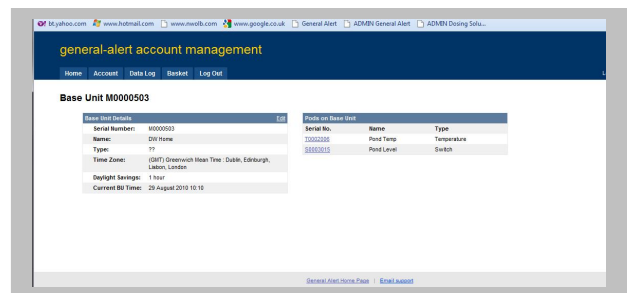 bt.yahoo.com www.hotmail.com www.nwolb.com www.google.co.uk General Alert ADMIN General Alert ADMIN Dosing Solu...
general-alert account management
Home Account Data Log Basket Log Out
Base Unit M0000503
Base Unit Details Edit
Serial Number: M0000503
Name: DW Home
Type: ??
Time Zone: (GMT) Greenwich Mean Time : Dublin, Edinburgh,
Lisbon, London
Daylight Savings: 1 hour
Current BU Time: 29 August 2010 10:10
Pods on Base Unit
Serial No. Name Type
T0002098 Pond Temp Temperature
S0003015 Pond Level Switch
General Alert Home Page | Email support